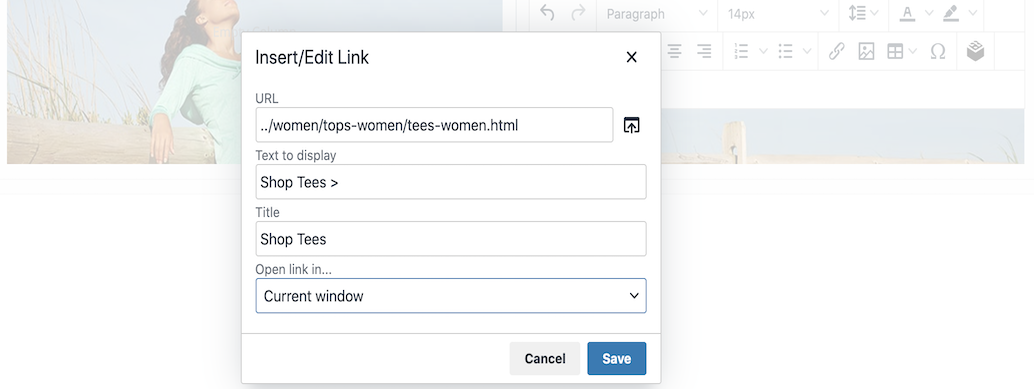 Paragraph 14px
A
Ω
Insert/Edit Link
URL
../women/tops-women/tees-women.html
Text to display
Shop Tees >
Title
Shop Tees
Open link in...
Current window
Cancel Save